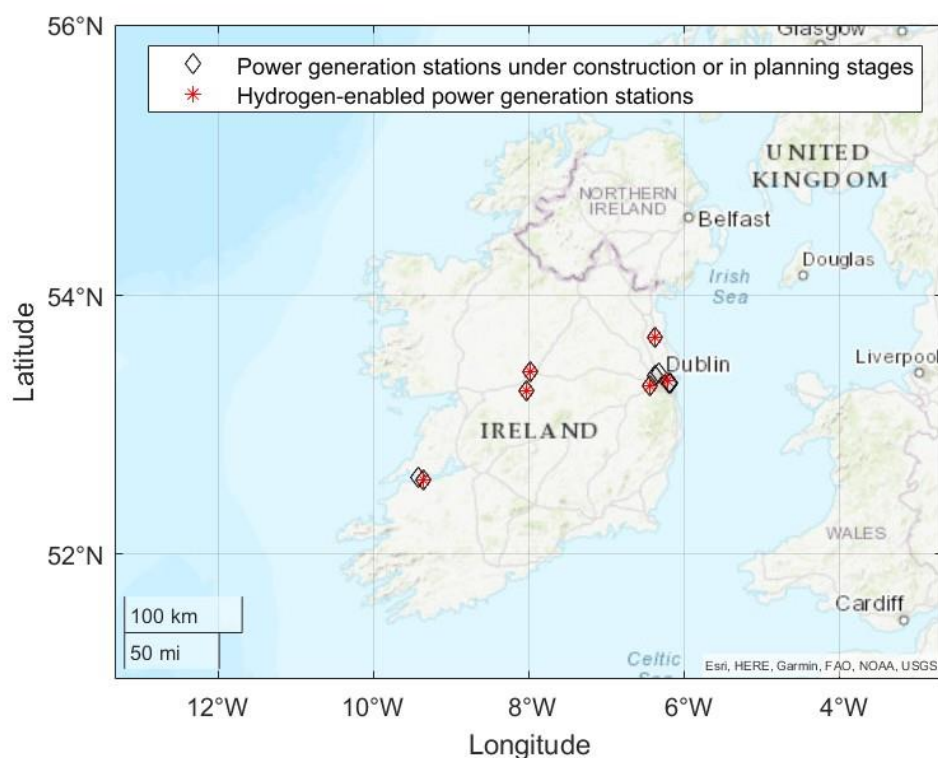 56°N
Glasgow
Power generation stations under construction or in planning stages
Hydrogen-enabled power generation stations
UNITED
KINGDOM
NORTHERN
IRELAND
Belfast
Douglas
Irish
Sea
54°N
Dublin
Liverpool
Latitude
IRELAND
52°N
WALES
Cardiff
100 km
50 mi
Celtic
Esri, HERE, Garmin, FAO, NOAA, USGS
12°W
10°W
8°W
6°W
4°W
Longitude